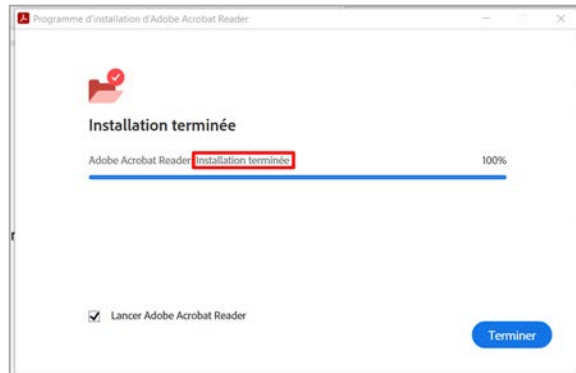 Programme d'installation d'Adobe Acrobat Reader
Installation terminée
Adobe Acrobat Reader Installation terminée 100%
Lancer Adobe Acrobat Reader
Terminer